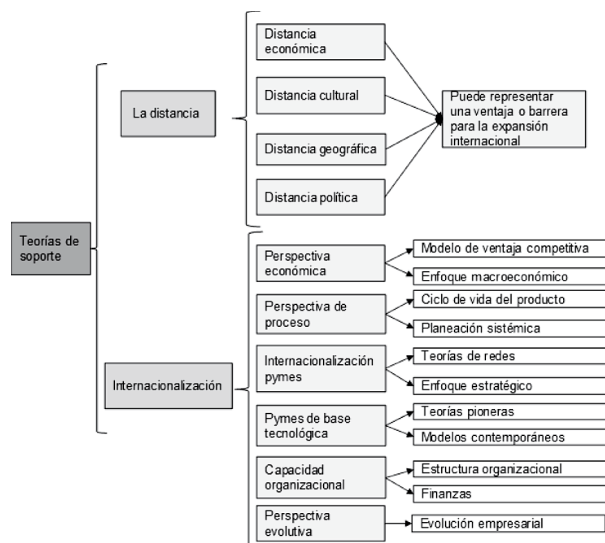 Teorías de
soporte
La distancia
Distancia
económica
Distancia cultural
Distancia geográfica
Distancia política
Puede representar
una ventaja o barrera
para la expansión
internacional
Internacionalización
Perspectiva
económica
Modelo de ventaja competitiva
Enfoque macroeconómico
Perspectiva de
proceso
Ciclo de vida del producto
Planeación sistémica
Internacionalización
pymes
Teorías de redes
Enfoque estratégico
Pymes de base
tecnológica
Teorías pioneras
Modelos contemporáneos
Capacidad
organizacional
Estructura organizacional
Finanzas
Perspectiva
evolutiva
Evolución empresarial